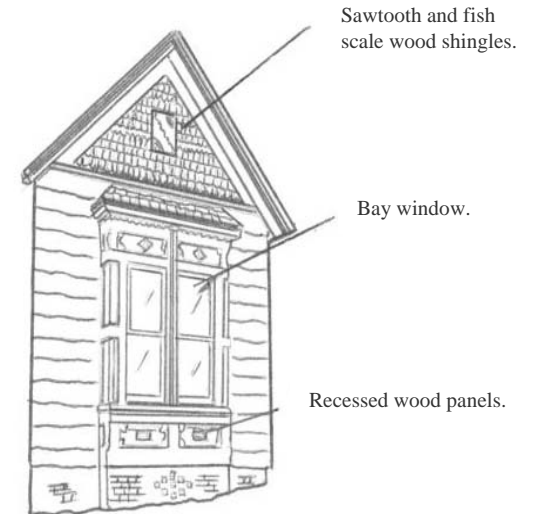 Sawtooth and fish
scale wood shingles.
Bay window.
Recessed wood panels.